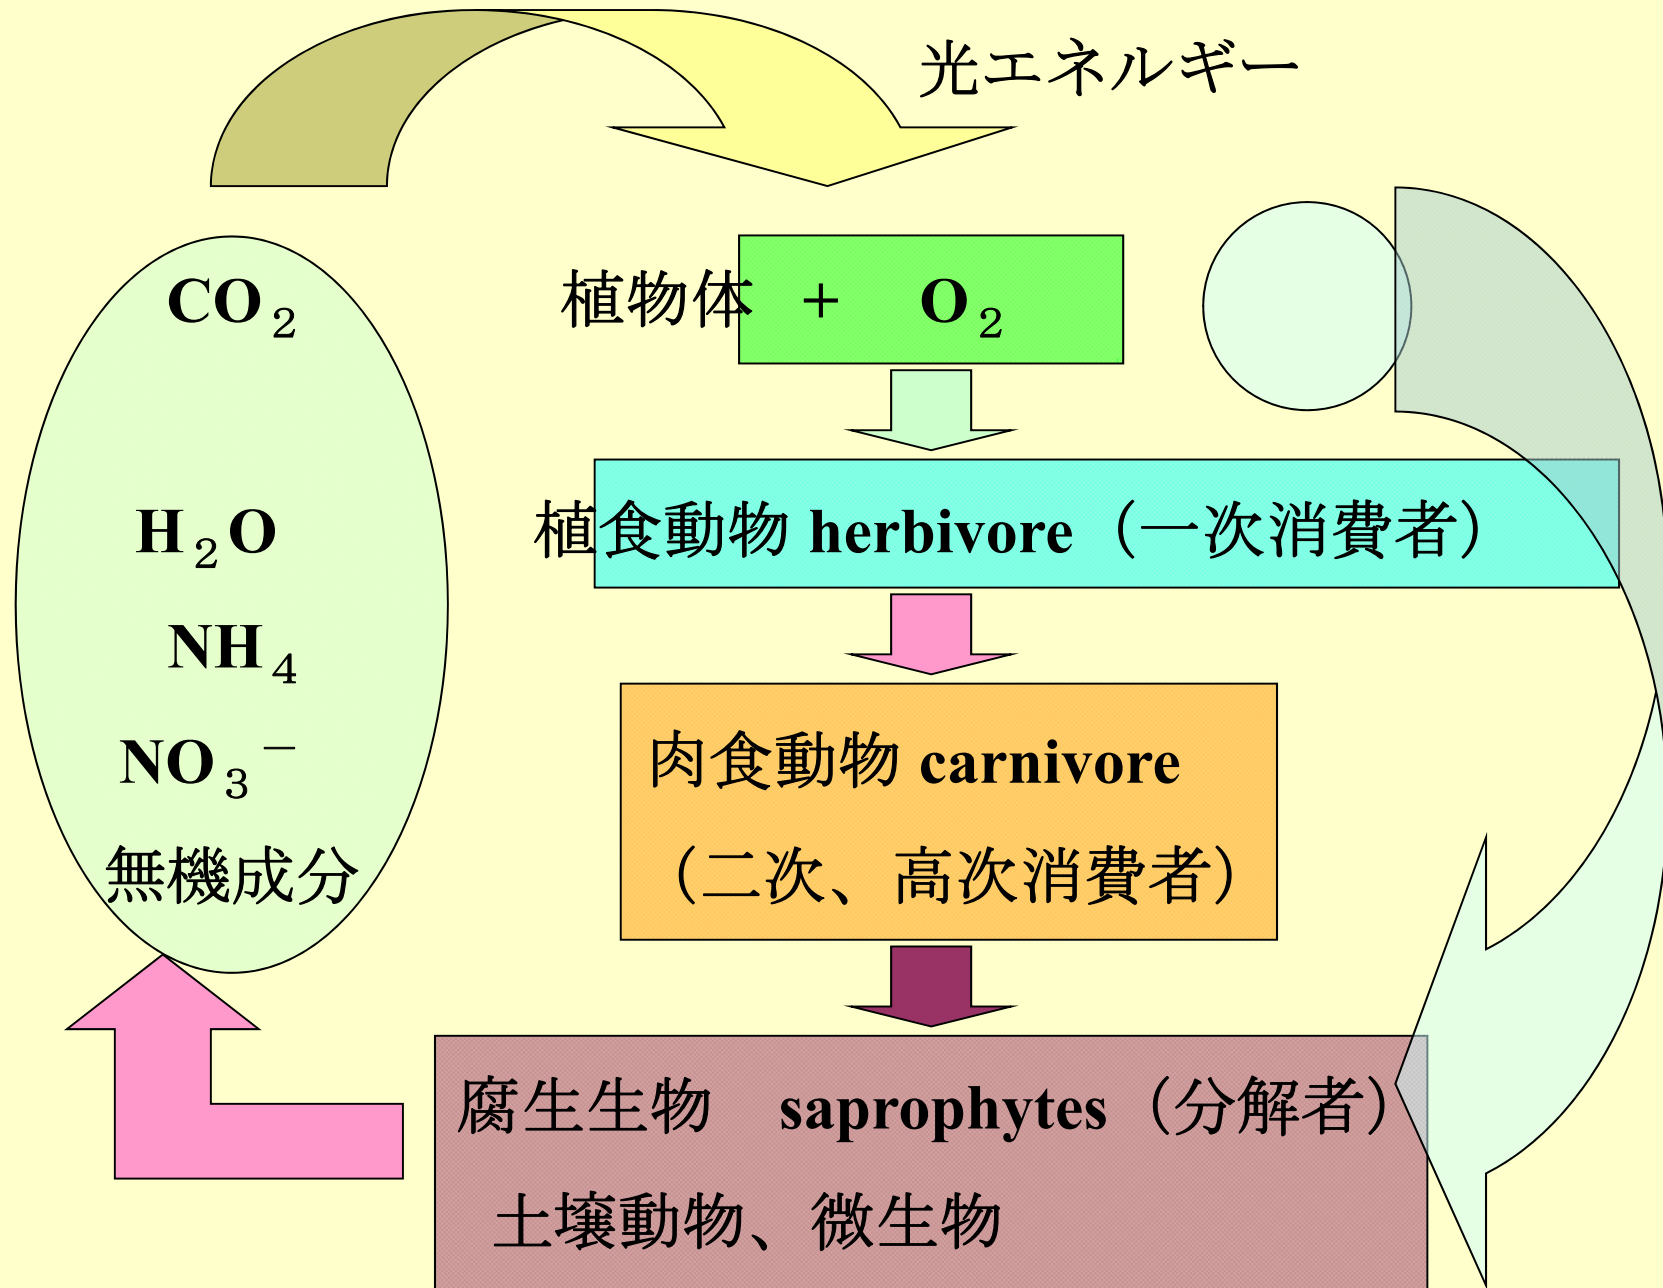 光エネルギー
CO₂
H₂O
NH₄
NO₃⁻
無機成分
植物体 + O₂
植食動物 herbivore（一次消費者）
肉食動物 carnivore
（二次、高次消費者）
腐生生物 saprophytes（分解者）
土壌動物、微生物